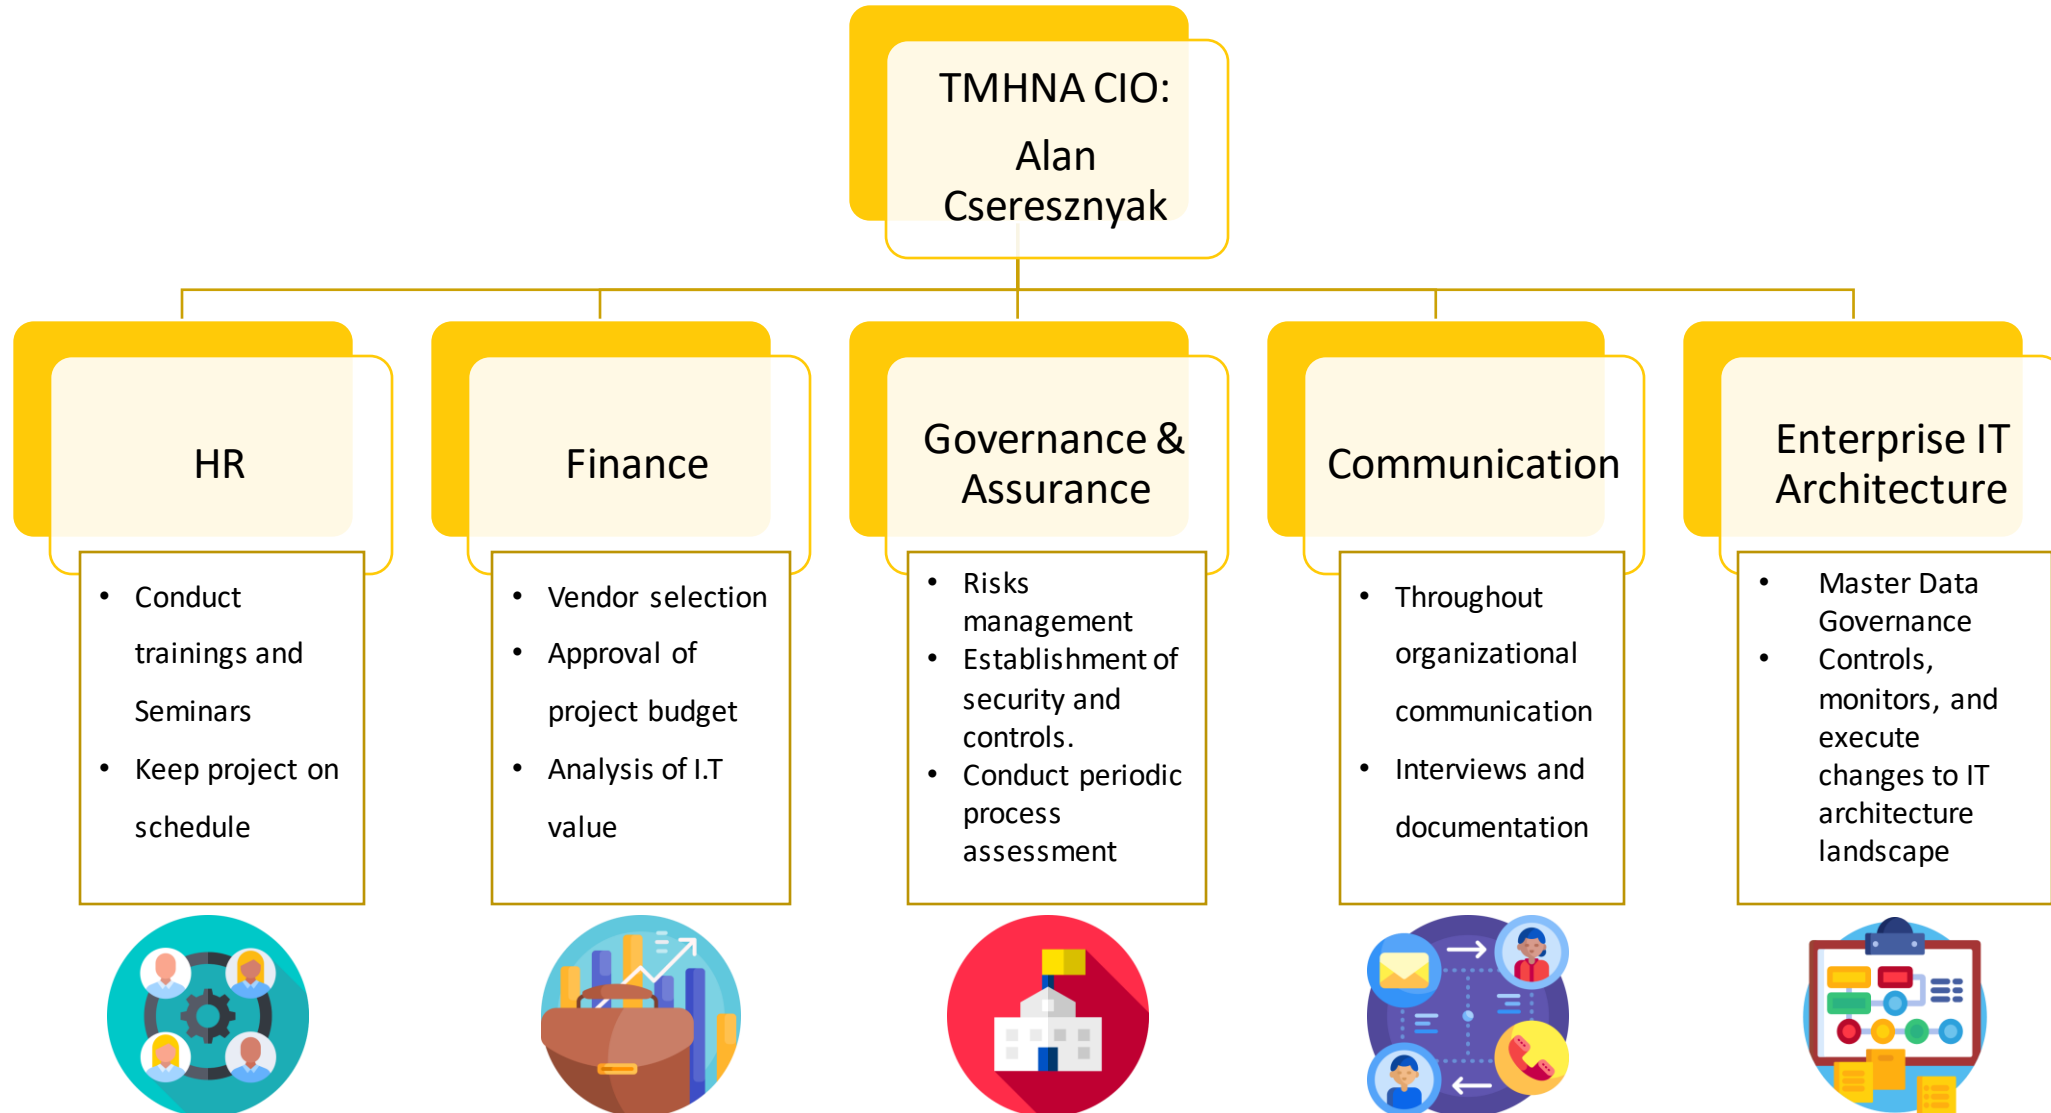 TMHNA CIO:
Alan
Cseresznyak
HR
Finance
Governance &
Assurance
Communication
Enterprise IT
Architecture
• Conduct
trainings and
Seminars
• Keep project on
schedule
• Vendor selection
• Approval of
project budget
• Analysis of I.T
value
• Risks
management
• Establishment of
security and
controls.
• Conduct periodic
process
assessment
• Throughout
organizational
communication
• Interviews and
documentation
• Master Data
Governance
• Controls,
monitors, and
execute
changes to IT
architecture
landscape